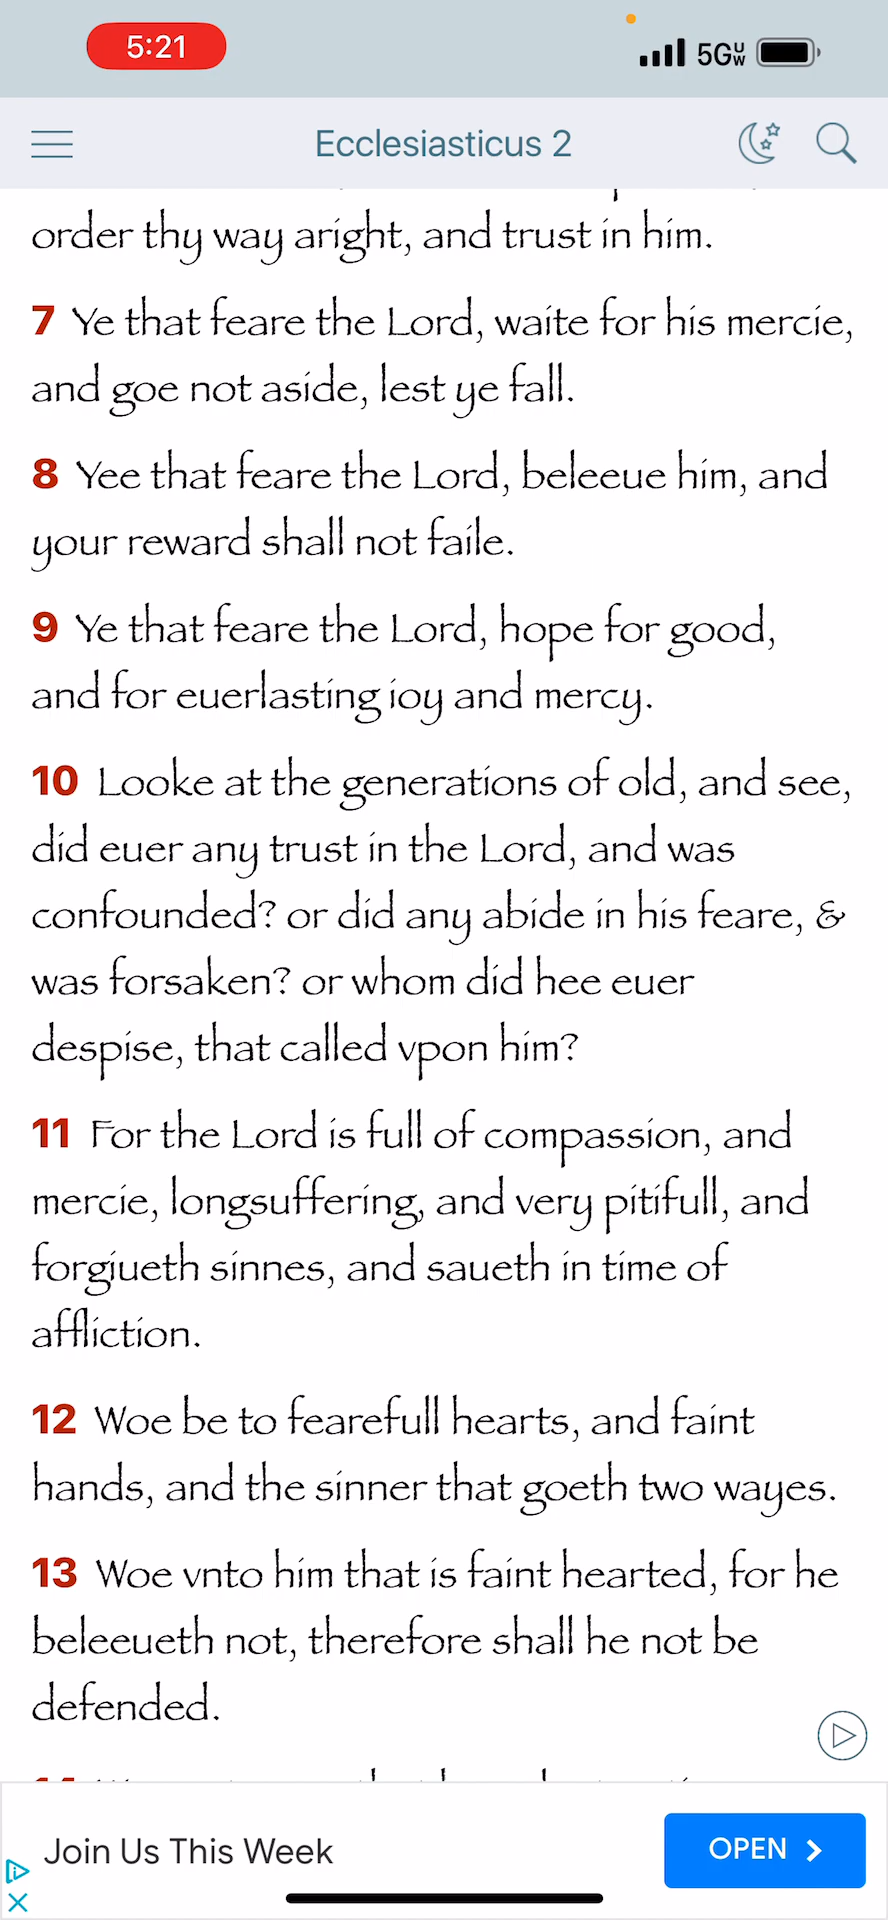 5:21
5GUW
Ecclesiasticus 2
order thy way aright, and trust in him.
7 Ye that feare the Lord, waite for his mercie,
and goe not aside, lest ye fall.
8 Yee that feare the Lord, beleeue him, and
your reward shall not faile.
9 Ye that feare the Lord, hope for good,
and for euerlasting ioy and mercy.
10 Looke at the generations of old, and see,
did euer any trust in the Lord, and was
confounded? or did any abide in his feare, &
was forsaken? or whom did hee euer
despise, that called vpon him?
11 For the Lord is full of compassion, and
mercie, longsuffering, and very pitifull, and
forgiueth sinnes, and saueth in time of
affliction.
12 Woe be to fearefull hearts, and faint
hands, and the sinner that goeth two wayes.
13 Woe vnto him that is faint hearted, for he
beleeueth not, therefore shall he not be
defended.
Join Us This Week
OPEN